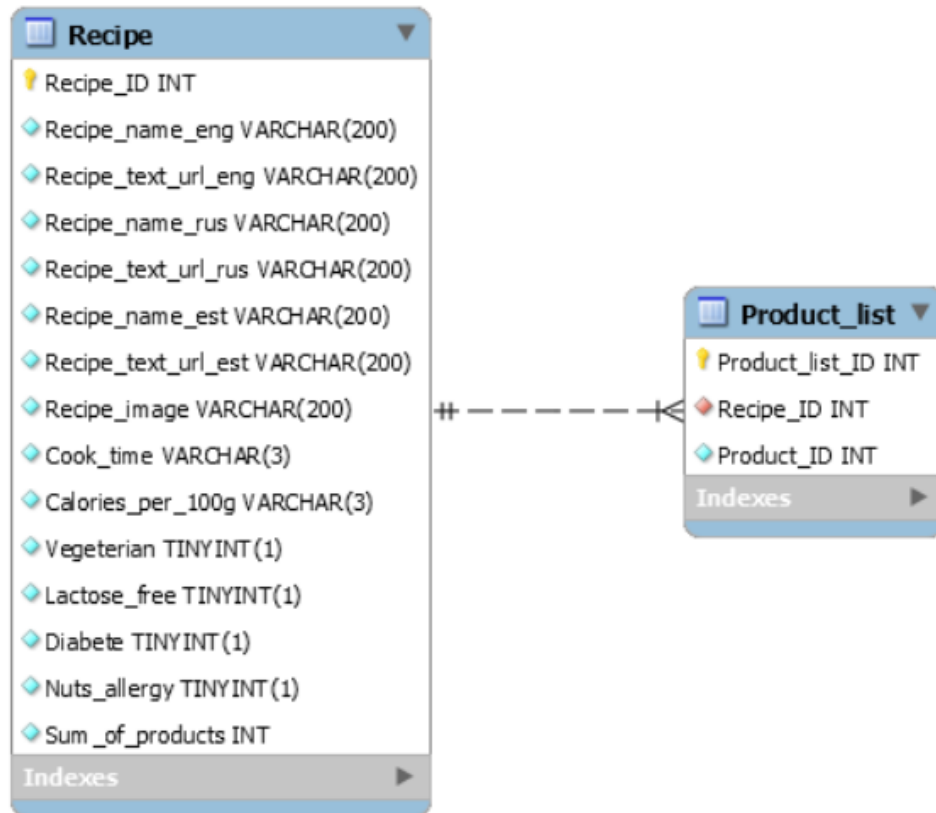 Recipe
Recipe_ID INT
Recipe_name_eng VARCHAR(200)
Recipe_text_url_eng VARCHAR(200)
Recipe_name_rus VARCHAR(200)
Recipe_text_url_rus VARCHAR(200)
Recipe_name_est VARCHAR(200)
Recipe_text_url_est VARCHAR(200)
Recipe_image VARCHAR(200)
Cook_time VARCHAR(3)
Calories_per_100g VARCHAR(3)
Vegeterian TINYINT(1)
Lactose_free TINYINT(1)
Diabete TINYINT(1)
Nuts_allergy TINYINT(1)
Sum_of_products INT
Indexes
Product_list
Product_list_ID INT
Recipe_ID INT
Product_ID INT
Indexes